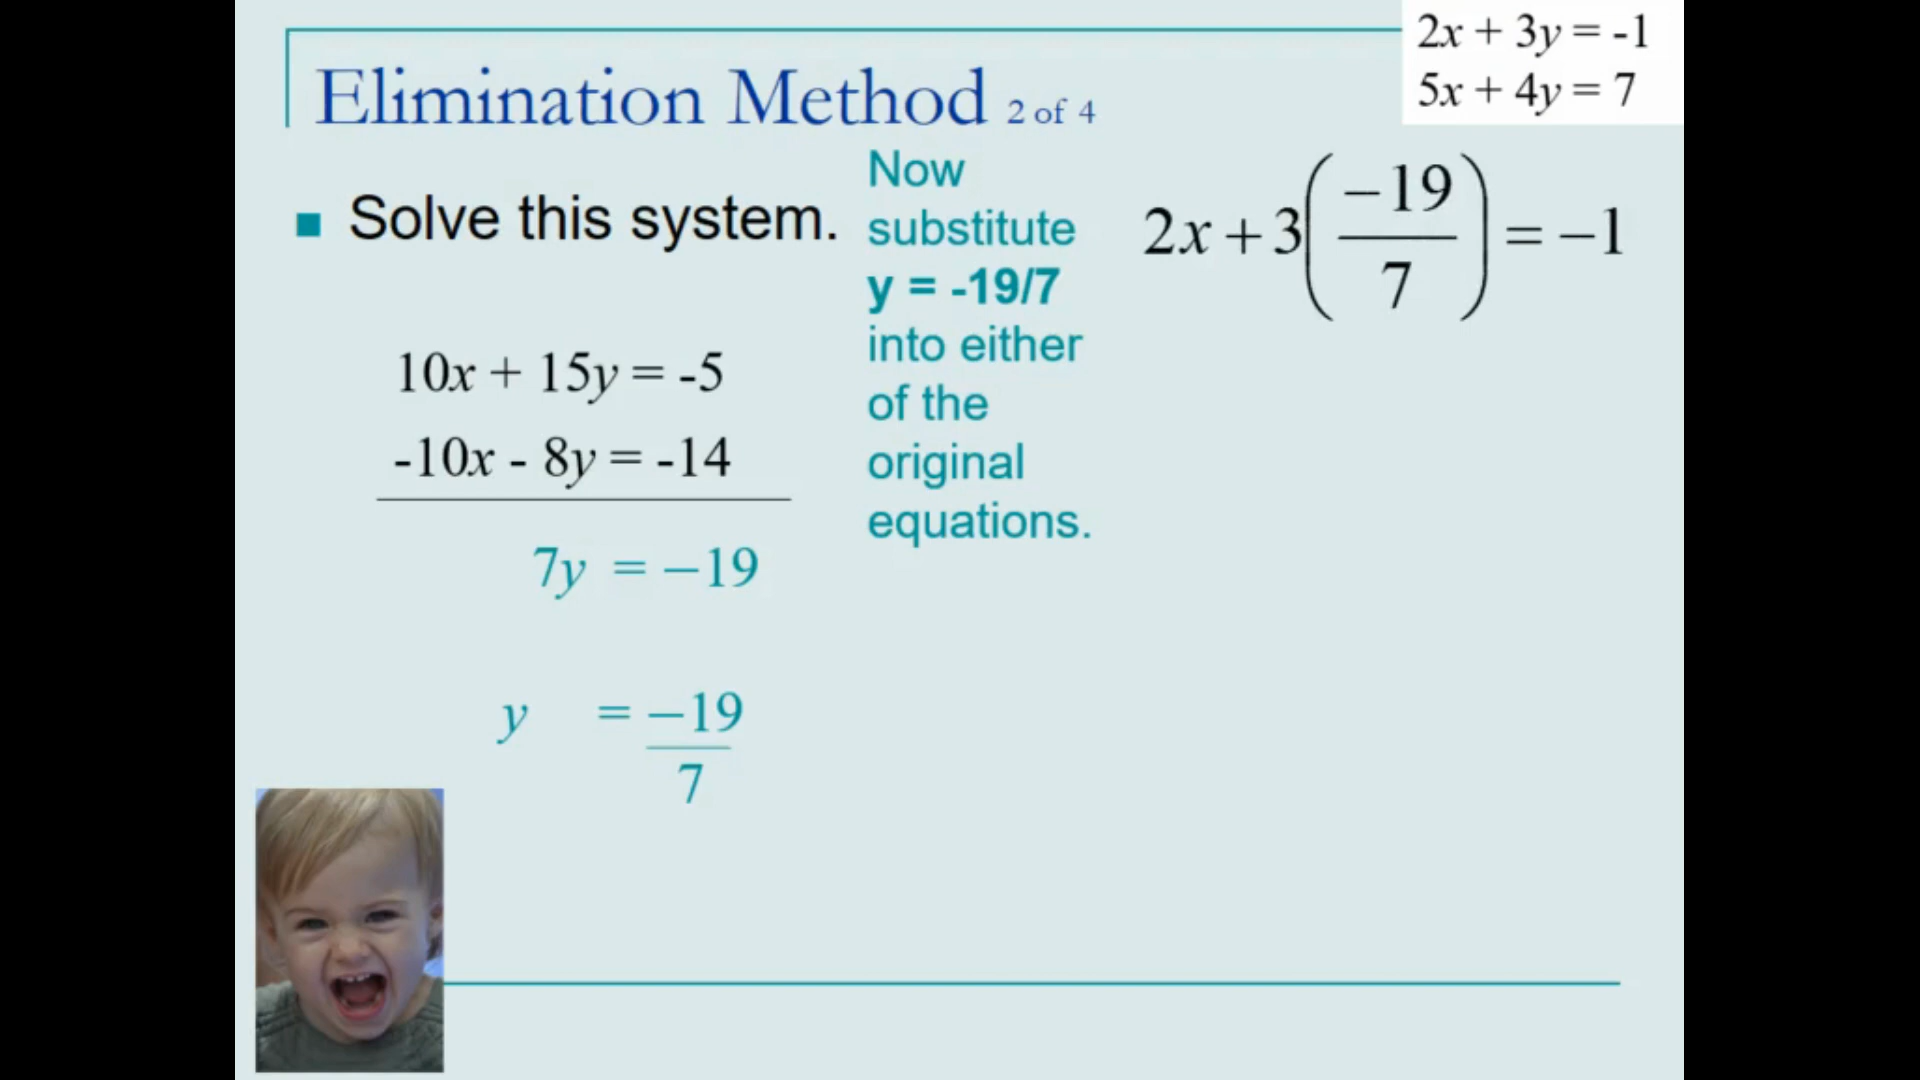 2x + 3y = -1
5x + 4y = 7
Elimination Method 2 of 4
■ Solve this system.
10x + 15y = -5
-10x - 8y = -14
7y = −19
y = −19/7
Now
substitute
y = -19/7
into either
of the
original
equations.
2x + 3(−19/7) = −1